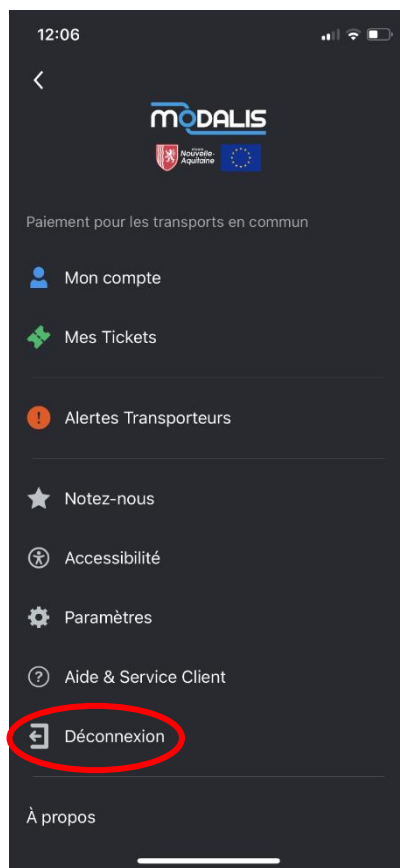 12:06
MODALIS
RÉGION
Nouvelle-
Aquitaine
Paiement pour les transports en commun
Mon compte
Mes Tickets
Alertes Transporteurs
Notez-nous
Accessibilité
Paramètres
Aide & Service Client
Déconnexion
À propos